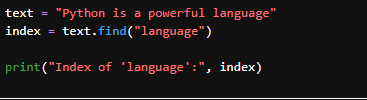 text = "Python is a powerful language"
index = text.find("language")
print("Index of 'language':", index)